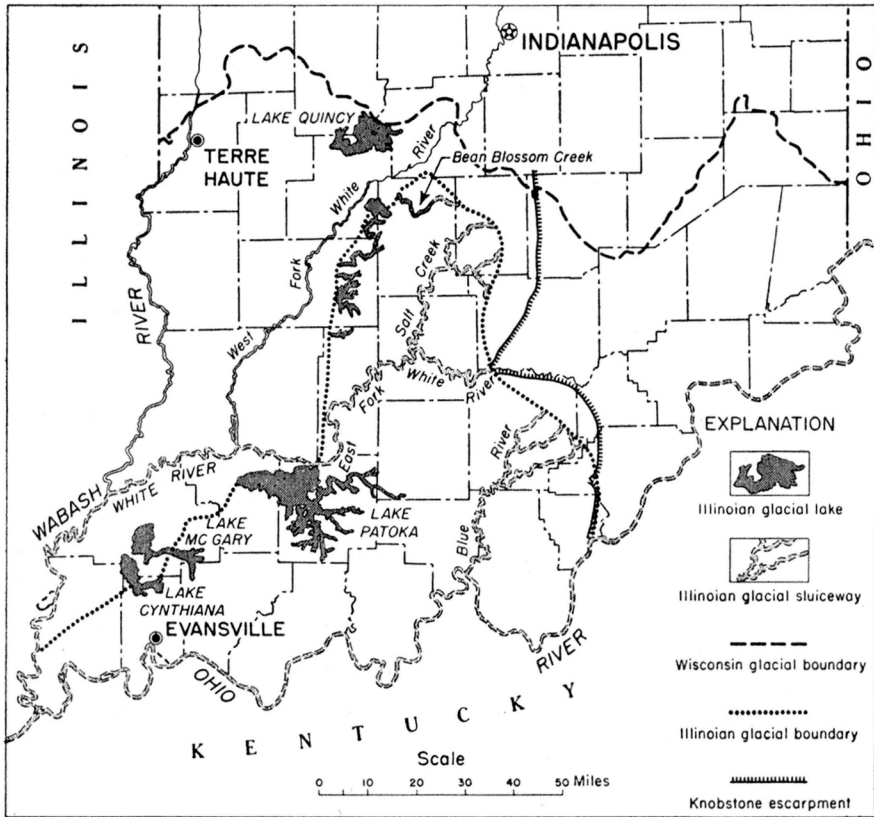 INDIANAPOLIS
ILLINOIS
OHIO
LAKE QUINCY
TERRE
HAUTE
River
Bean Blossom Creek
White
Fork
West
Creek
Salt
RIVER
White
River
Fork
East
River
Blue
WABASH
WHITE RIVER
LAKE
MC GARY
LAKE
PATOKA
LAKE
CYNTHIANA
EVANSVILLE
OHIO
RIVER
KENTUCKY
EXPLANATION
Illinoian glacial lake
Illinoian glacial sluiceway
Wisconsin glacial boundary
Illinoian glacial boundary
Knobstone escarpment
Scale
0 10 20 30 40 50 Miles